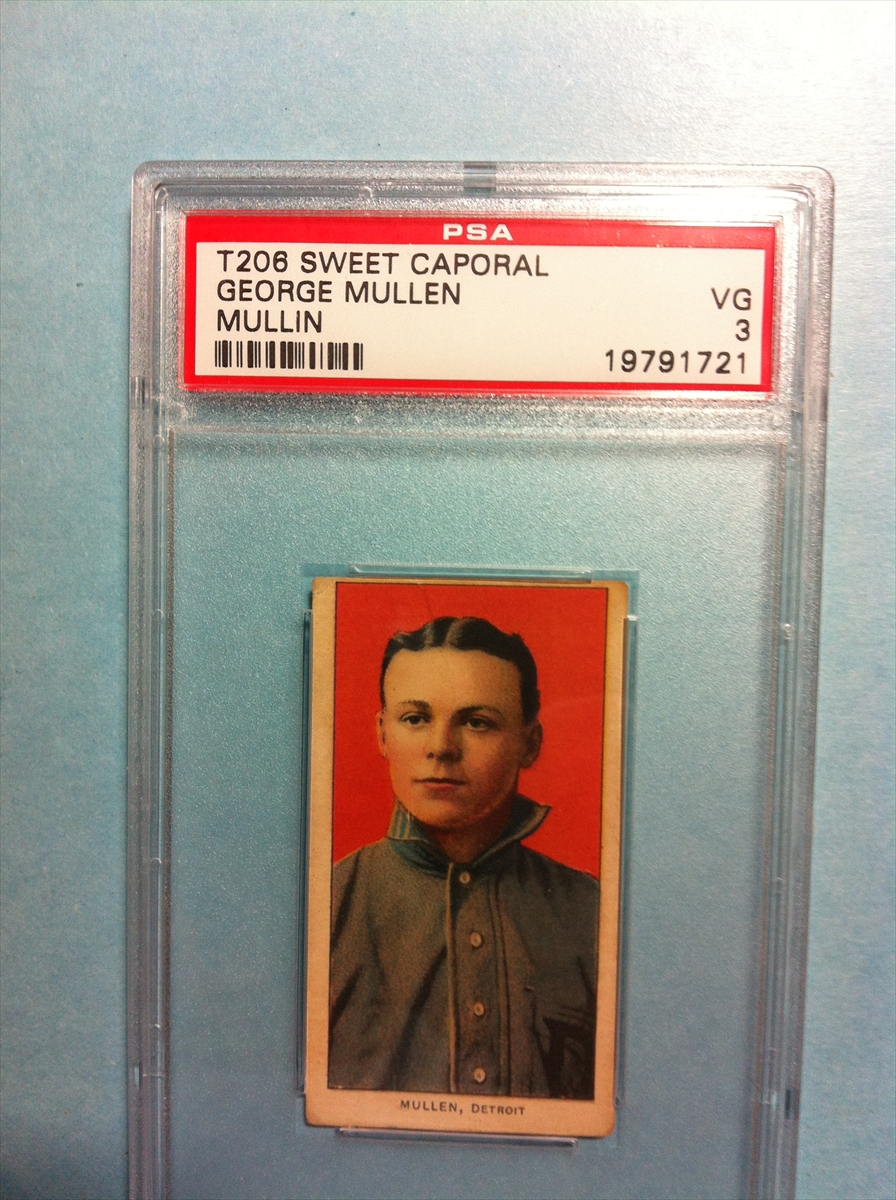 PSA
T206 SWEET CAPORAL
GEORGE MULLEN
MULLIN
VG
3
19791721
MULLEN, DETROIT